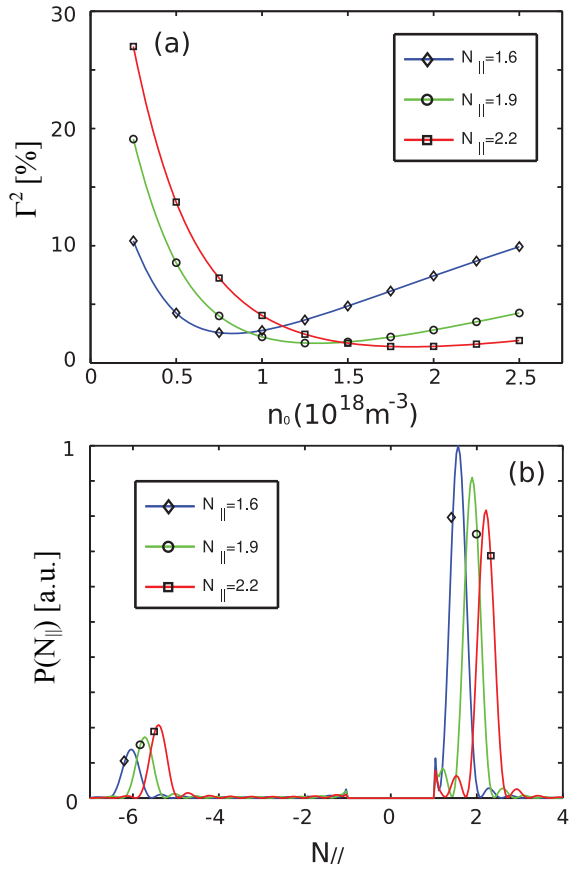 30
(a)
N||=1.6
N||=1.9
N||=2.2
20
10
0
Γ² [%]
0 0.5 1 1.5 2 2.5
n₀(10¹⁸m⁻³)
1
(b)
N||=1.6
N||=1.9
N||=2.2
P(N||) [a.u.]
0
-6 -4 -2 0 2 4
N//